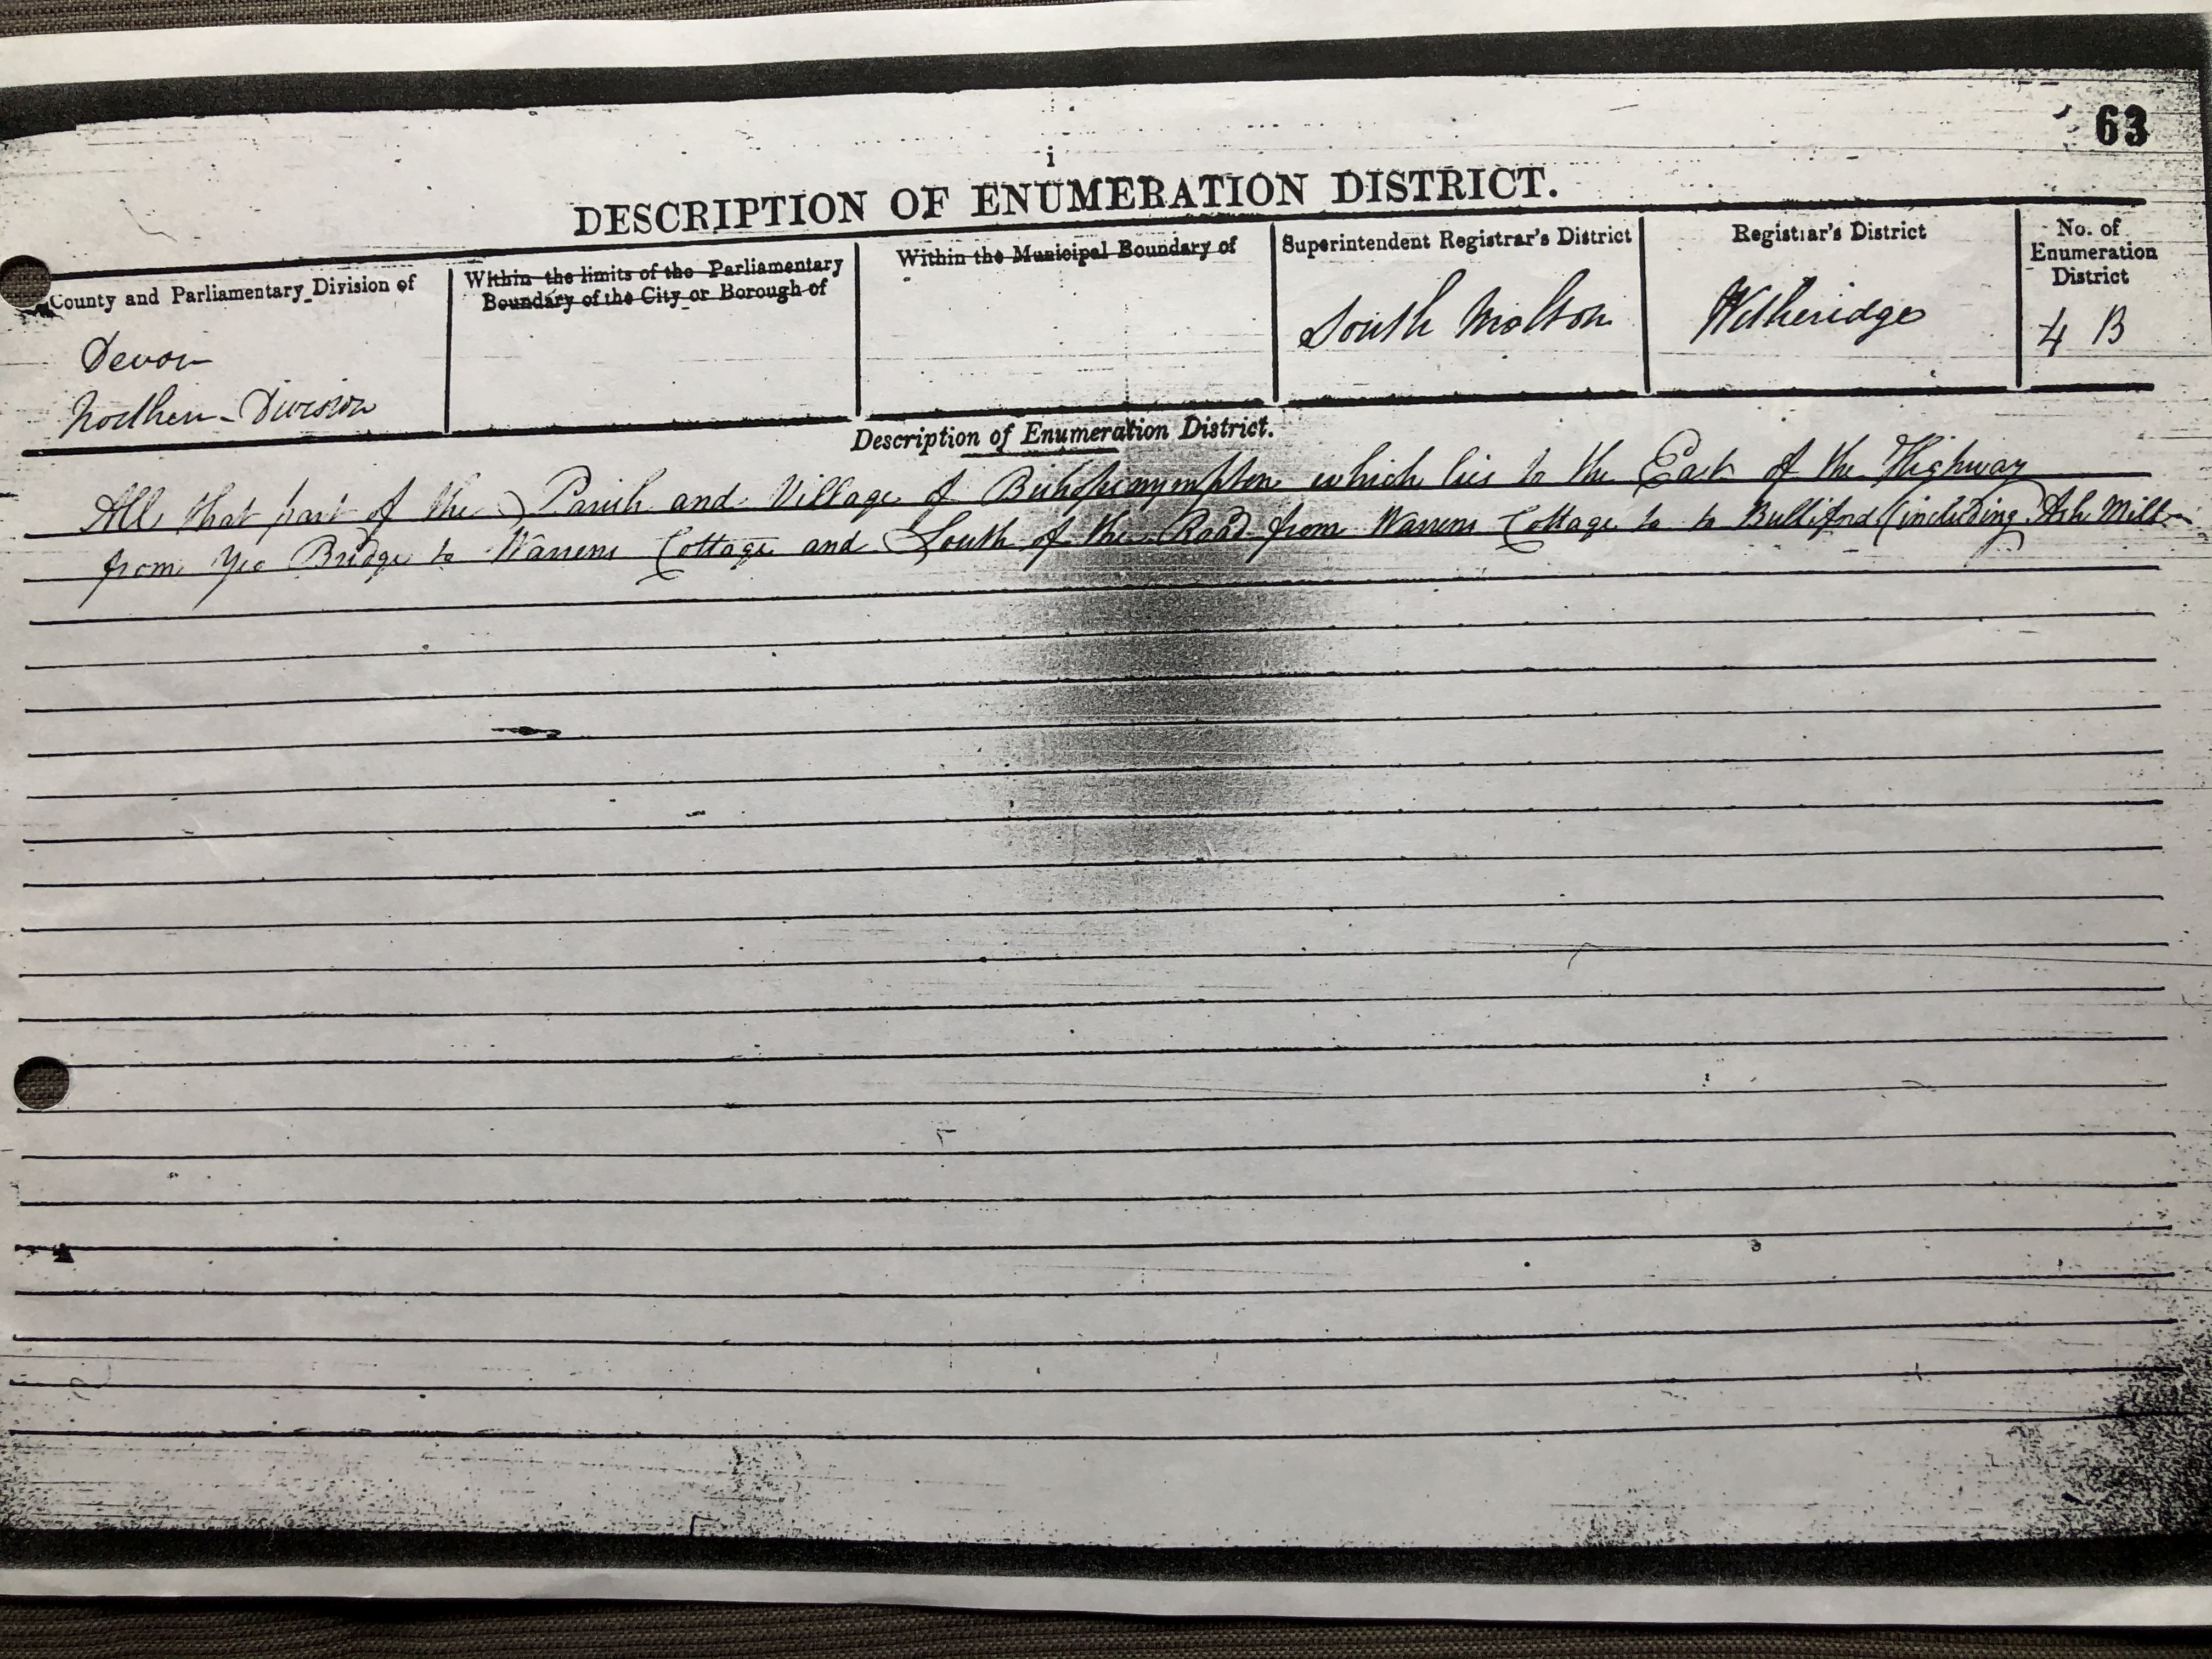 63
i
DESCRIPTION OF ENUMERATION DISTRICT.
County and Parliamentary Division of
Devon
Northern Division
Within the limits of the Parliamentary
Boundary of the City or Borough of
Within the Municipal Boundary of
Superintendent Registrar's District
South Molton
Registrar's District
Witheridge
No. of
Enumeration
District
4 B
Description of Enumeration District.
All that part of the Parish and Village of Bishopsnympton which lies to the East of the Highway
from Yeo Bridge to Warrens Cottage and South of the Road from Warrens Cottage to to Bulliford (including Ash Mill